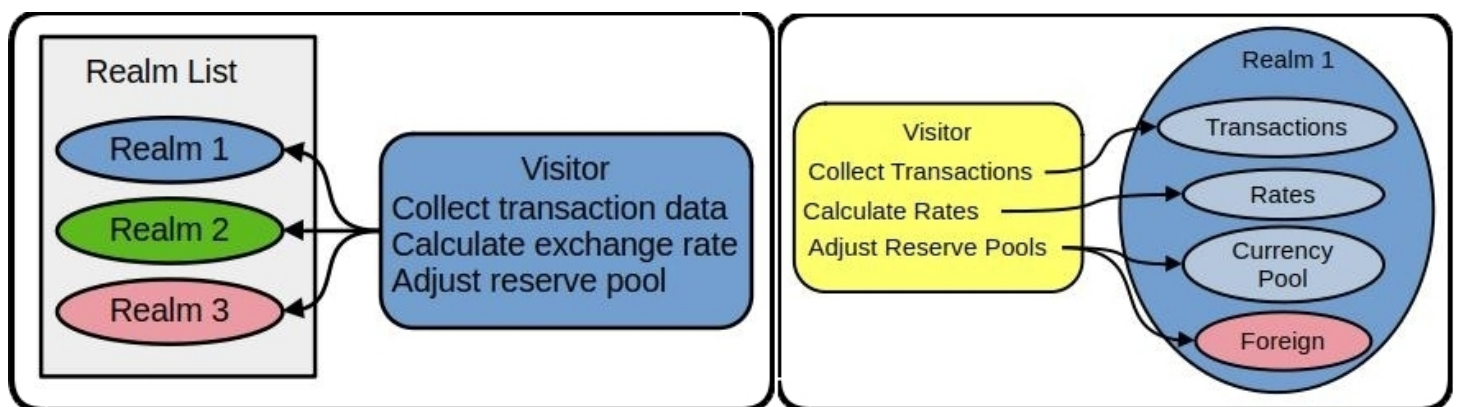 Realm List
Realm 1
Realm 2
Realm 3
Visitor
Collect transaction data
Calculate exchange rate
Adjust reserve pool
Visitor
Collect Transactions
Calculate Rates
Adjust Reserve Pools
Realm 1
Transactions
Rates
Currency
Pool
Foreign